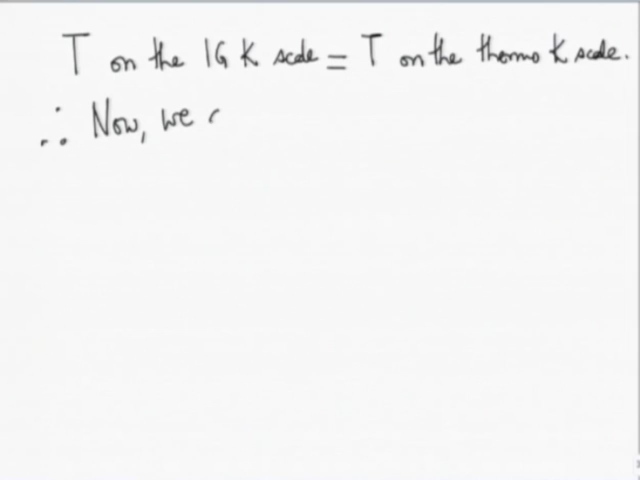 T on the IG K scale = T on the thermo K scale.
∴ Now, we